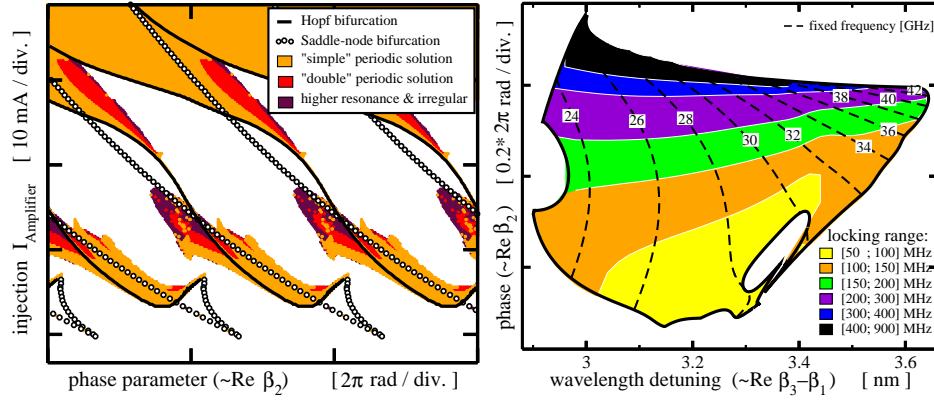 Hopf bifurcation
Saddle-node bifurcation
"simple" periodic solution
"double" periodic solution
higher resonance & irregular
injection I_Amplifier [ 10 mA / div. ]
phase parameter (~Re β_2) [ 2π rad / div. ]
fixed frequency [GHz]
24
26
28
30
32
34
36
38
40
42
locking range:
[50 ; 100] MHz
[100; 150] MHz
[150; 200] MHz
[200; 300] MHz
[300; 400] MHz
[400; 900] MHz
phase (~Re β_2) [ 0.2* 2π rad / div. ]
3
3.2
3.4
3.6
wavelength detuning (~Re β_3−β_1) [ nm ]